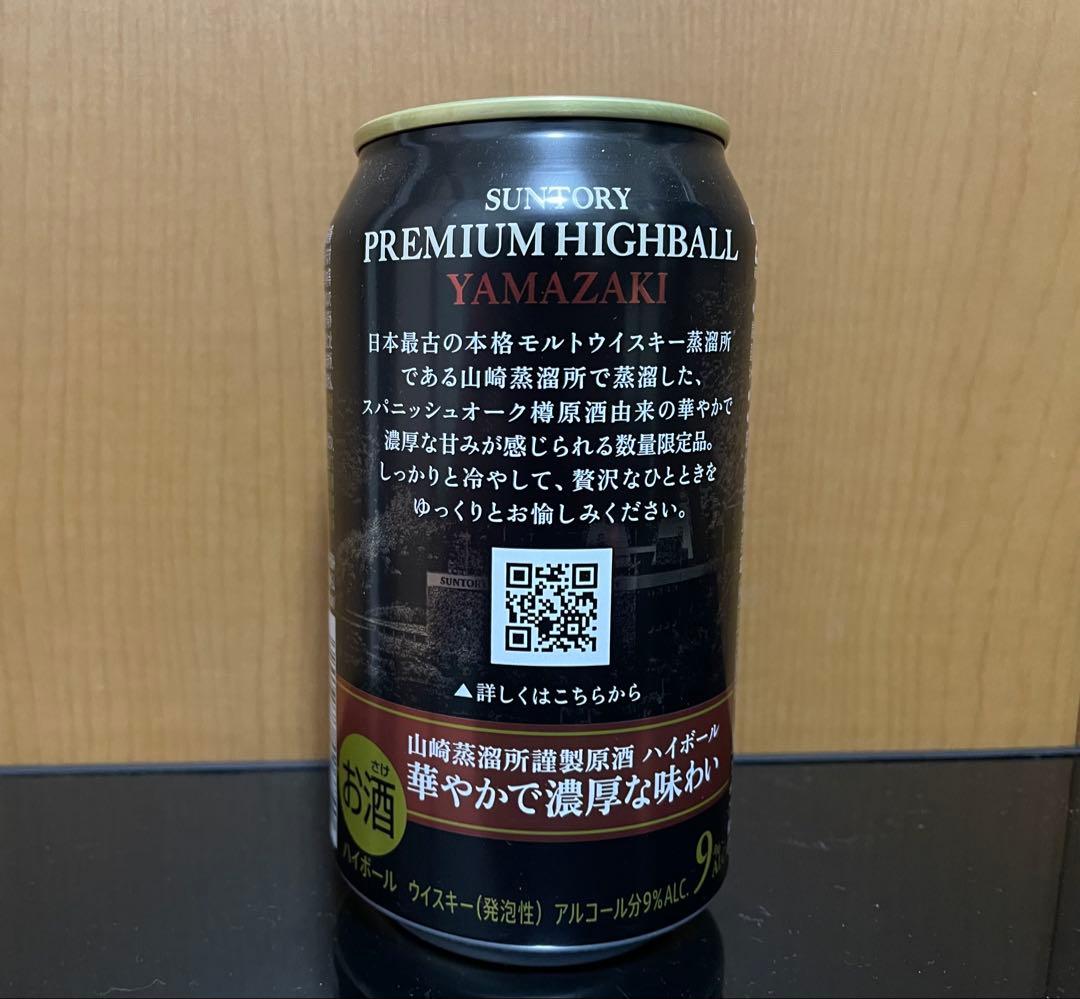 SUNTORY
PREMIUM HIGHBALL
YAMAZAKI
日本最古の本格モルトウイスキー蒸溜所
である山崎蒸溜所で蒸溜した、
スパニッシュオーク樽原酒由来の華やかで
濃厚な甘みが感じられる数量限定品。
しっかりと冷やして、贅沢なひとときを
ゆっくりとお愉しみください。
SUNTORY
▲詳しくはこちらから
山崎蒸溜所謹製原酒 ハイボール
華やかで濃厚な味わい
さけ
お酒
ハイボール ウイスキー(発泡性) アルコール分9%ALC.
9%